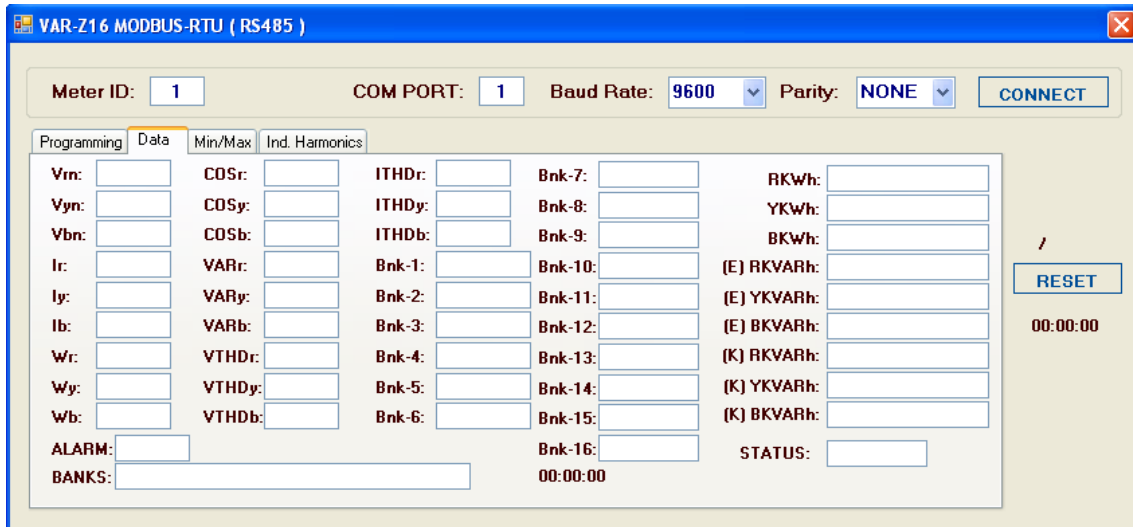 VAR-Z16 MODBUS-RTU ( RS485 )
Meter ID: 1 COM PORT: 1 Baud Rate: 9600 Parity: NONE CONNECT
Programming Data Min/Max Ind. Harmonics
Vrn: COSr: ITHDr: Bnk-7: RKWh:
Vyn: COSy: ITHDy: Bnk-8: YKWh:
Vbn: COSb: ITHDb: Bnk-9: BKWh: /
Ir: VARr: Bnk-1: Bnk-10: (E) RKVARh: RESET
Iy: VARy: Bnk-2: Bnk-11: (E) YKVARh:
Ib: VARb: Bnk-3: Bnk-12: (E) BKVARh: 00:00:00
Wr: VTHDr: Bnk-4: Bnk-13: (K) RKVARh:
Wy: VTHDy: Bnk-5: Bnk-14: (K) YKVARh:
Wb: VTHDb: Bnk-6: Bnk-15: (K) BKVARh:
ALARM: Bnk-16: STATUS:
BANKS: 00:00:00